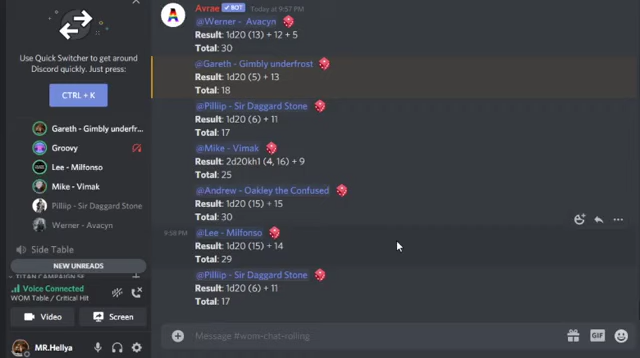 Use Quick Switcher to get around
Discord quickly. Just press:
CTRL + K
Gareth - Gimbly underfr...
Groovy
Lee - Milfonso
Mike - Vimak
Pilliip - Sir Daggard Stone
Werner - Avacyn
Side Table
NEW UNREADS
Voice Connected
WOM Table / Critical Hit
Video
Screen
MR.Hellya
A
Avrae BOT Today at 9:57 PM
@Werner - Avacyn
Result: 1d20 (13) + 12 + 5
Total: 30
@Gareth - Gimbly underfrost
Result: 1d20 (5) + 13
Total: 18
@Pilliip - Sir Daggard Stone
Result: 1d20 (6) + 11
Total: 17
@Mike - Vimak
Result: 2d20kh1 (4, 16) + 9
Total: 25
@Andrew - Oakley the Confused
Result: 1d20 (15) + 15
Total: 30
9:58 PM @Lee - Milfonso
Result: 1d20 (15) + 14
Total: 29
@Pilliip - Sir Daggard Stone
Result: 1d20 (6) + 11
Total: 17
Message #wom-chat-rolling
GIF